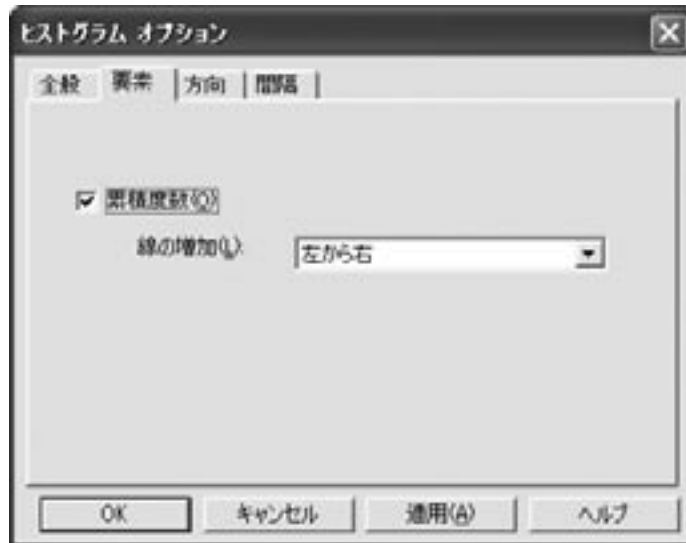 ヒストグラム オプション
全般 要素 方向 間隔
累積度数(Q)
線の増加(L):
左から右
OK キャンセル 適用(A) ヘルプ